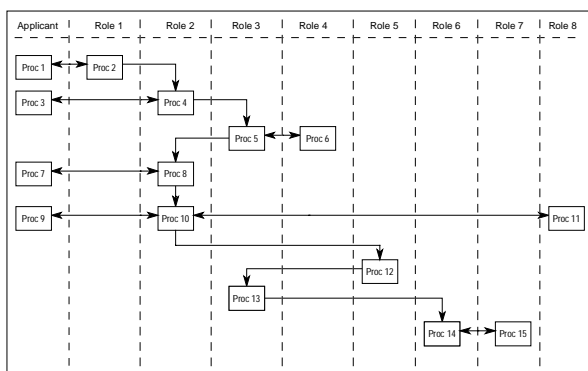 Applicant Role 1 Role 2 Role 3 Role 4 Role 5 Role 6 Role 7 Role 8
Proc 1 Proc 2
Proc 3 Proc 4
Proc 5 Proc 6
Proc 7 Proc 8
Proc 9 Proc 10 Proc 11
Proc 12
Proc 13
Proc 14 Proc 15